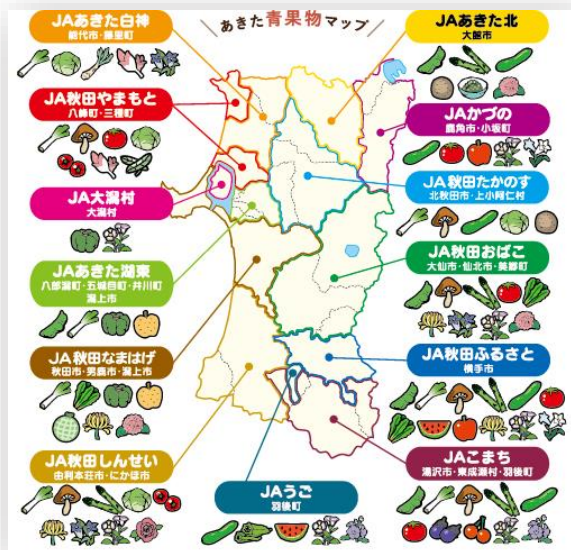 あきた青果物マップ
JAあきた白神
能代市・藤里町
JA秋田やまもと
八峰町・三種町
JA大潟村
大潟村
JAあきた湖東
八郎潟町・五城目町・井川町
潟上市
JA秋田なまはげ
秋田市・男鹿市・潟上市
JA秋田しんせい
由利本荘市・にかほ市
JAうご
羽後町
JAあきた北
大館市
JAかづの
鹿角市・小坂町
JA秋田たかのす
北秋田市・上小阿仁村
JA秋田おばこ
大仙市・仙北市・美郷町
JA秋田ふるさと
横手市
JAこまち
湯沢市・東成瀬村・羽後町